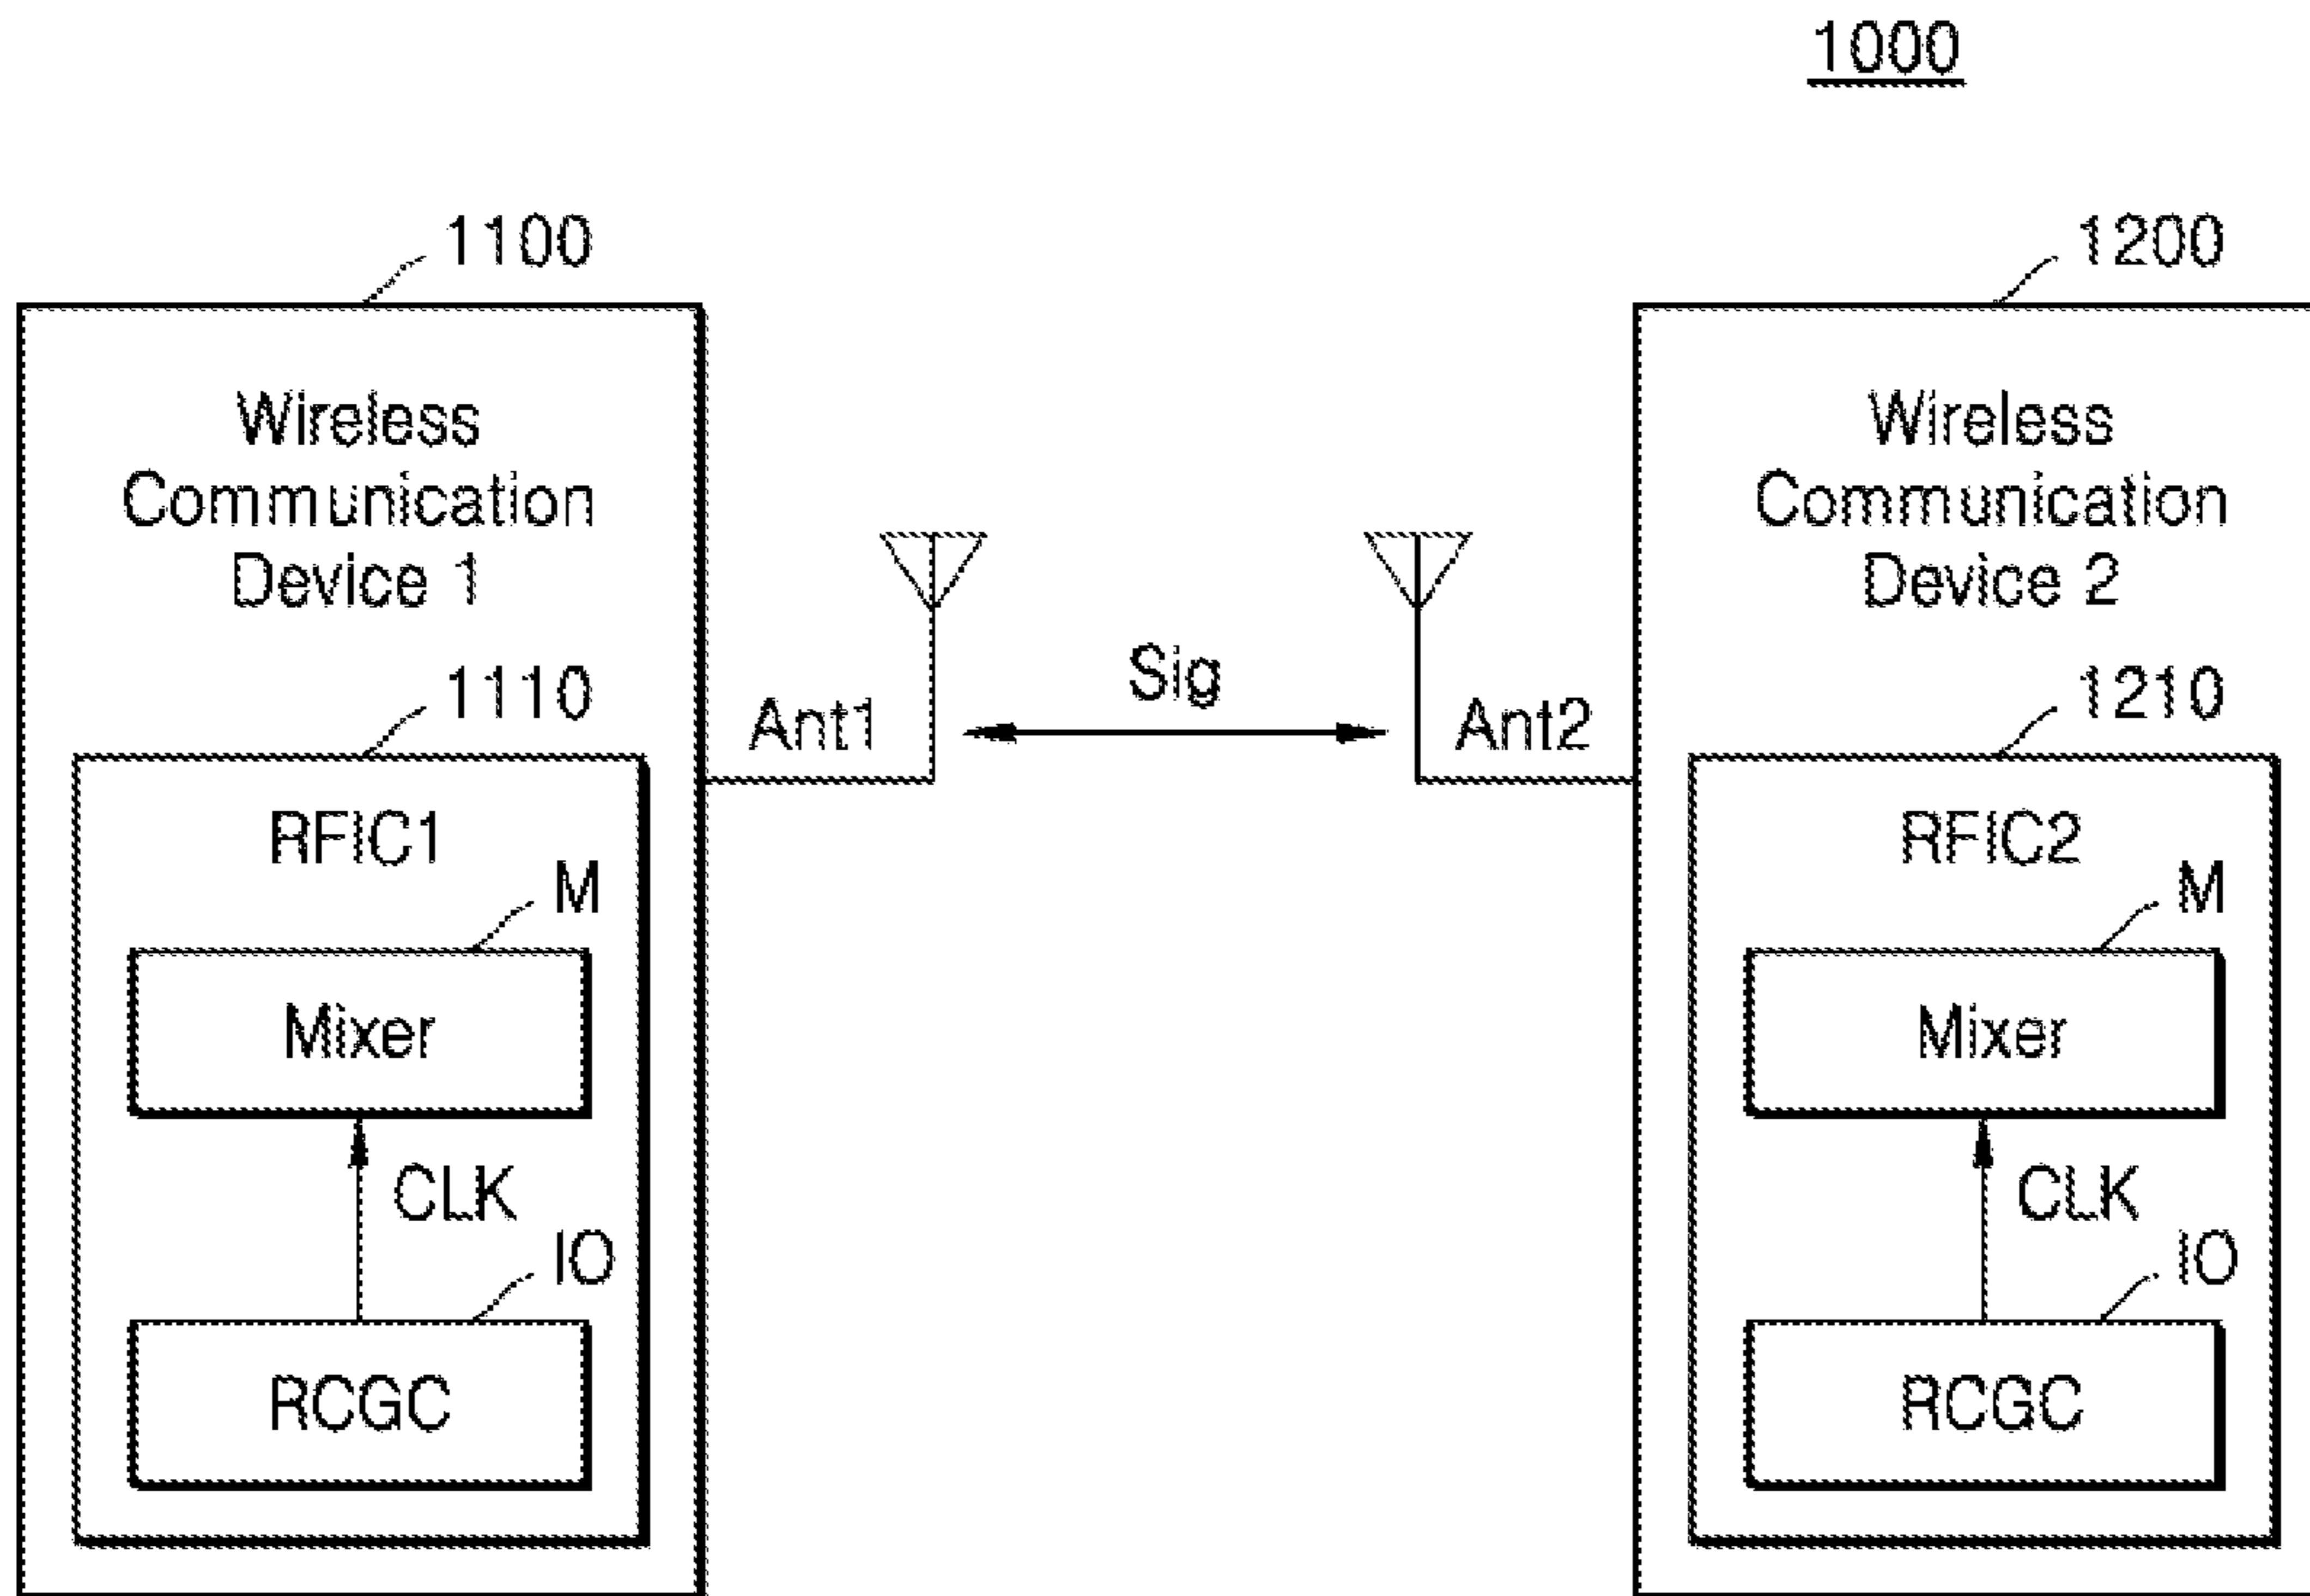 1000
1100
1200
Wireless
Communication
Device 1
Wireless
Communication
Device 2
1110
Ant1
Sig
Ant2
1210
RFIC1
M
Mixer
CLK
IO
RCGC
RFIC2
M
Mixer
CLK
IO
RCGC